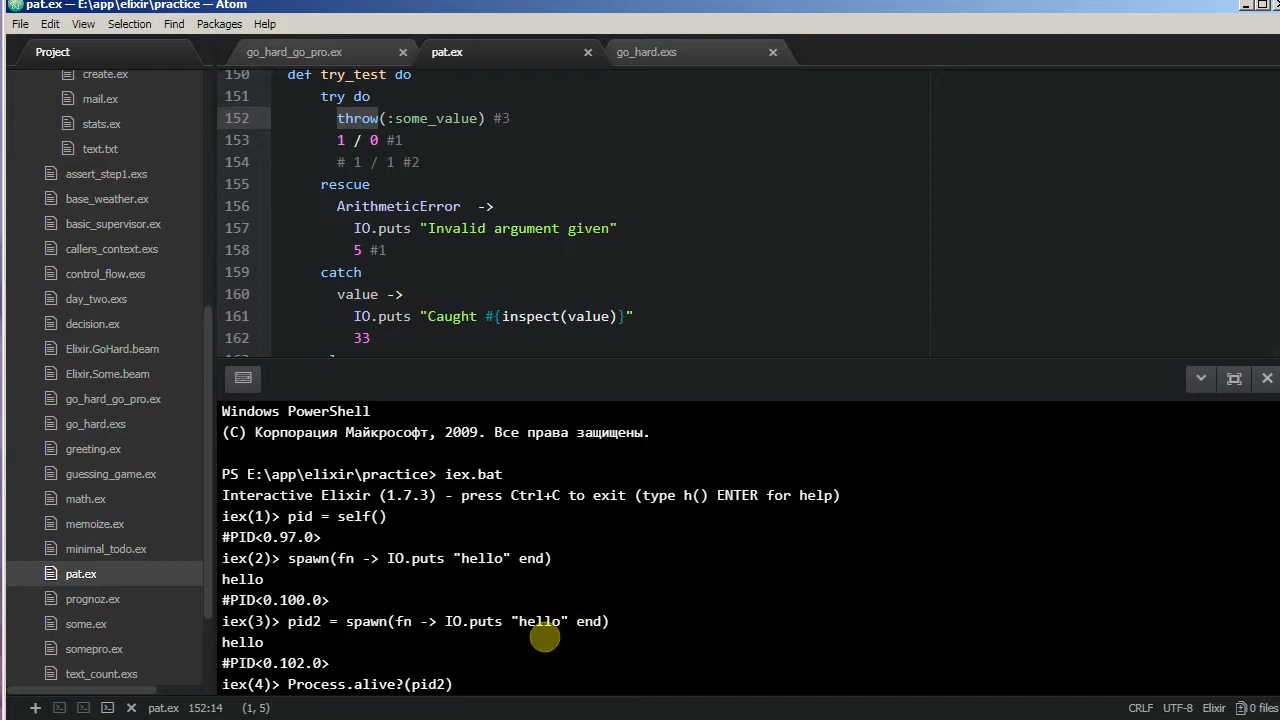 pat.ex — E:\app\elixir\practice — Atom
File Edit View Selection Find Packages Help
Project
go_hard_go_pro.ex
pat.ex
go_hard.exs
create.ex
mail.ex
stats.ex
text.txt
assert_step1.exs
base_weather.ex
basic_supervisor.ex
callers_context.exs
control_flow.exs
day_two.exs
decision.ex
Elixir.GoHard.beam
Elixir.Some.beam
go_hard_go_pro.ex
go_hard.exs
greeting.ex
guessing_game.ex
math.ex
memoize.ex
minimal_todo.ex
pat.ex
prognoz.ex
some.ex
somepro.ex
text_count.exs
150 def try_test do
151 try do
152 throw(:some_value) #3
153 1 / 0 #1
154 # 1 / 1 #2
155 rescue
156 ArithmeticError ->
157 IO.puts "Invalid argument given"
158 5 #1
159 catch
160 value ->
161 IO.puts "Caught #{inspect(value)}"
162 33
Windows PowerShell
(C) Корпорация Майкрософт, 2009. Все права защищены.
PS E:\app\elixir\practice> iex.bat
Interactive Elixir (1.7.3) - press Ctrl+C to exit (type h() ENTER for help)
iex(1)> pid = self()
#PID<0.97.0>
iex(2)> spawn(fn -> IO.puts "hello" end)
hello
#PID<0.100.0>
iex(3)> pid2 = spawn(fn -> IO.puts "hello" end)
hello
#PID<0.102.0>
iex(4)> Process.alive?(pid2)
pat.ex 152:14 (1, 5)
CRLF UTF-8 Elixir 0 files